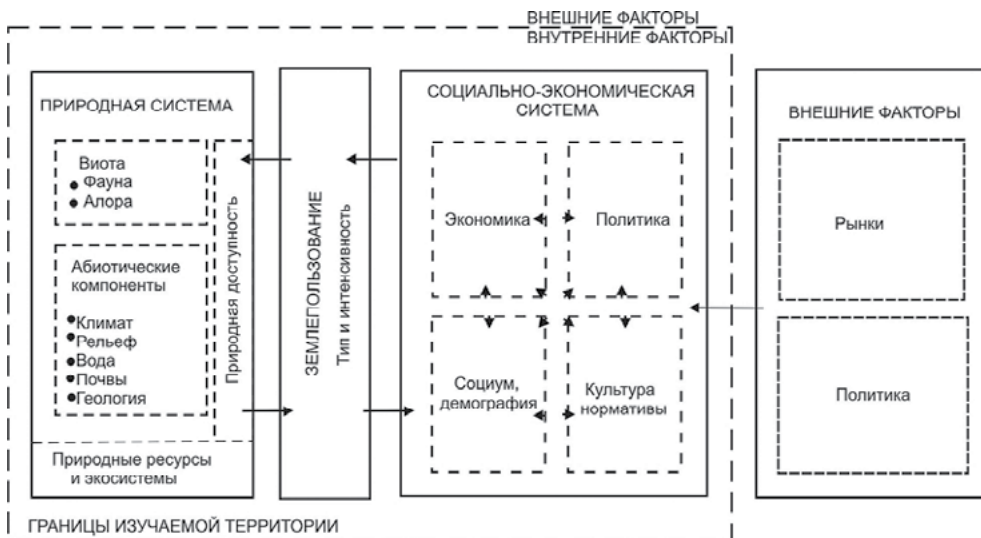 ВНЕШНИЕ ФАКТОРЫ
ВНУТРЕННИЕ ФАКТОРЫ
ПРИРОДНАЯ СИСТЕМА
Виота
Фауна
Алора
Абиотические
компоненты
Климат
Рельеф
Вода
Почвы
Геология
Природная доступность
Природные ресурсы
и экосистемы
ЗЕМЛЕПОЛЬЗОВАНИЕ
Тип и интенсивность
СОЦИАЛЬНО-ЭКОНОМИЧЕСКАЯ
СИСТЕМА
Экономика
Политика
Социум,
демография
Культура
нормативы
ВНЕШНИЕ ФАКТОРЫ
Рынки
Политика
ГРАНИЦЫ ИЗУЧАЕМОЙ ТЕРРИТОРИИ